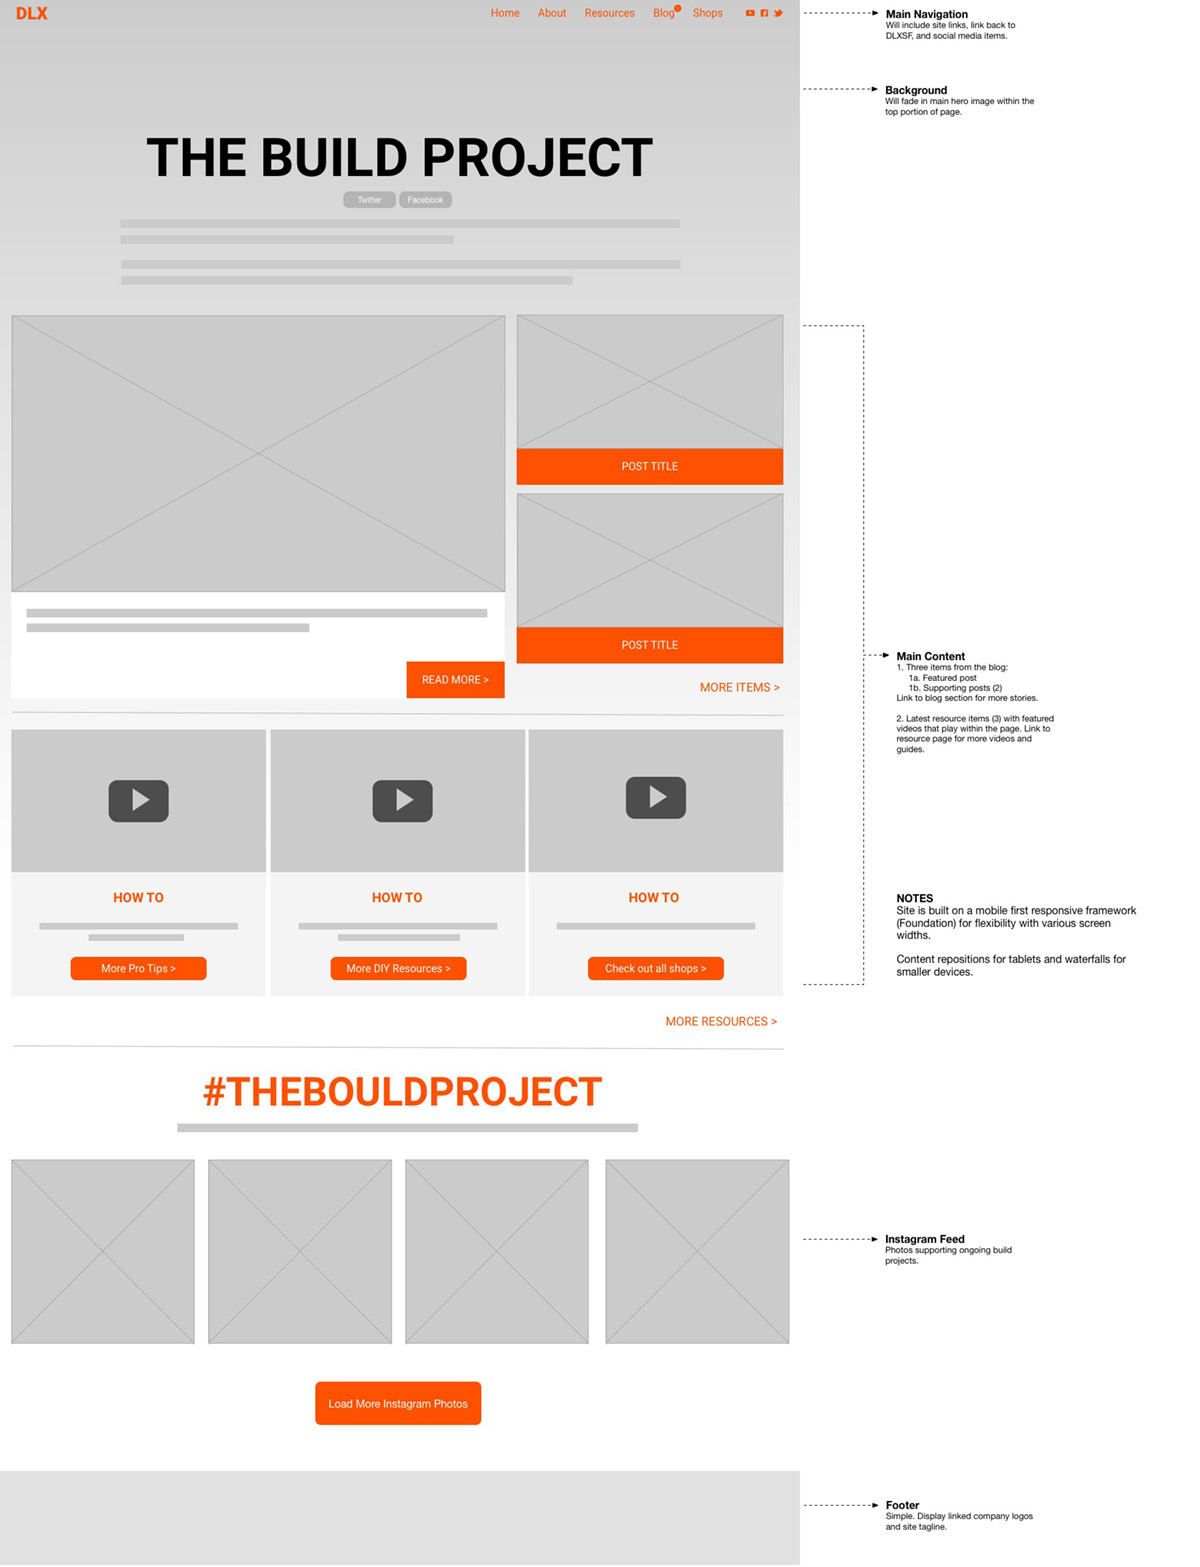 DLX
Home About Resources Blog Shops
Main Navigation
Will include site links, link back to
DLXSF, and social media items.
Background
Will fade in main hero image within the
top portion of page.
THE BUILD PROJECT
Twitter Facebook
POST TITLE
POST TITLE
READ MORE >
MORE ITEMS >
Main Content
1. Three items from the blog:
1a. Featured post
1b. Supporting posts (2)
Link to blog section for more stories.
2. Latest resource items (3) with featured
videos that play within the page. Link to
resource page for more videos and
guides.
HOW TO HOW TO HOW TO
More Pro Tips > More DIY Resources > Check out all shops >
NOTES
Site is built on a mobile first responsive framework
(Foundation) for flexibility with various screen
widths.
Content repositions for tablets and waterfalls for
smaller devices.
MORE RESOURCES >
#THEBOULDPROJECT
Instagram Feed
Photos supporting ongoing build
projects.
Load More Instagram Photos
Footer
Simple. Display linked company logos
and site tagline.